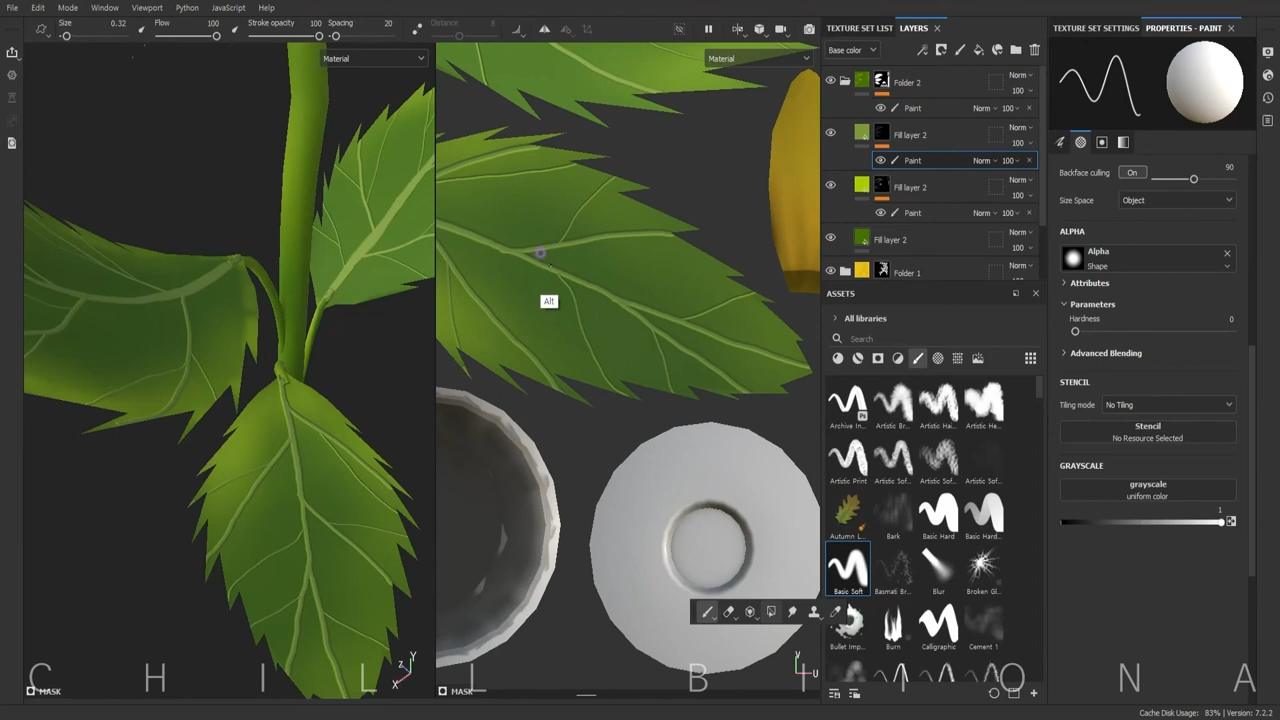 File Edit Mode Window Viewport Python JavaScript Help
Size 0.32 Flow 100 Stroke opacity 100 Spacing 20 Distance 8
Material
Material
Alt
C H I L L B I T O N A
MASK
MASK
Y
Z
X
V
U
TEXTURE SET LIST LAYERS ×
Base color
Folder 2 Norm
100
Paint Norm 100 ×
Fill layer 2 Norm
100
Paint Norm 100 ×
Fill layer 2 Norm
100
Paint Norm 100 ×
Fill layer 2 Norm
100
Folder 1 Norm
ASSETS
All libraries
Search
Archive In... Artistic Br... Artistic Hai... Artistic He...
Ps
Artistic Print Artistic Sof... Artistic Sof... Artistic Sof...
Autumn L... Bark Basic Hard Basic Hard...
Basic Soft Basmati Br... Blur Broken Gl...
Bullet Imp... Burn Calligraphic Cement 1
TEXTURE SET SETTINGS PROPERTIES - PAINT ×
Backface culling On 90
Size Space Object
ALPHA
Alpha
Shape
Attributes
Parameters
Hardness 0
Advanced Blending
STENCIL
Tiling mode No Tiling
Stencil
No Resource Selected
GRAYSCALE
grayscale
uniform color
1
Cache Disk Usage: 83% | Version: 7.2.2